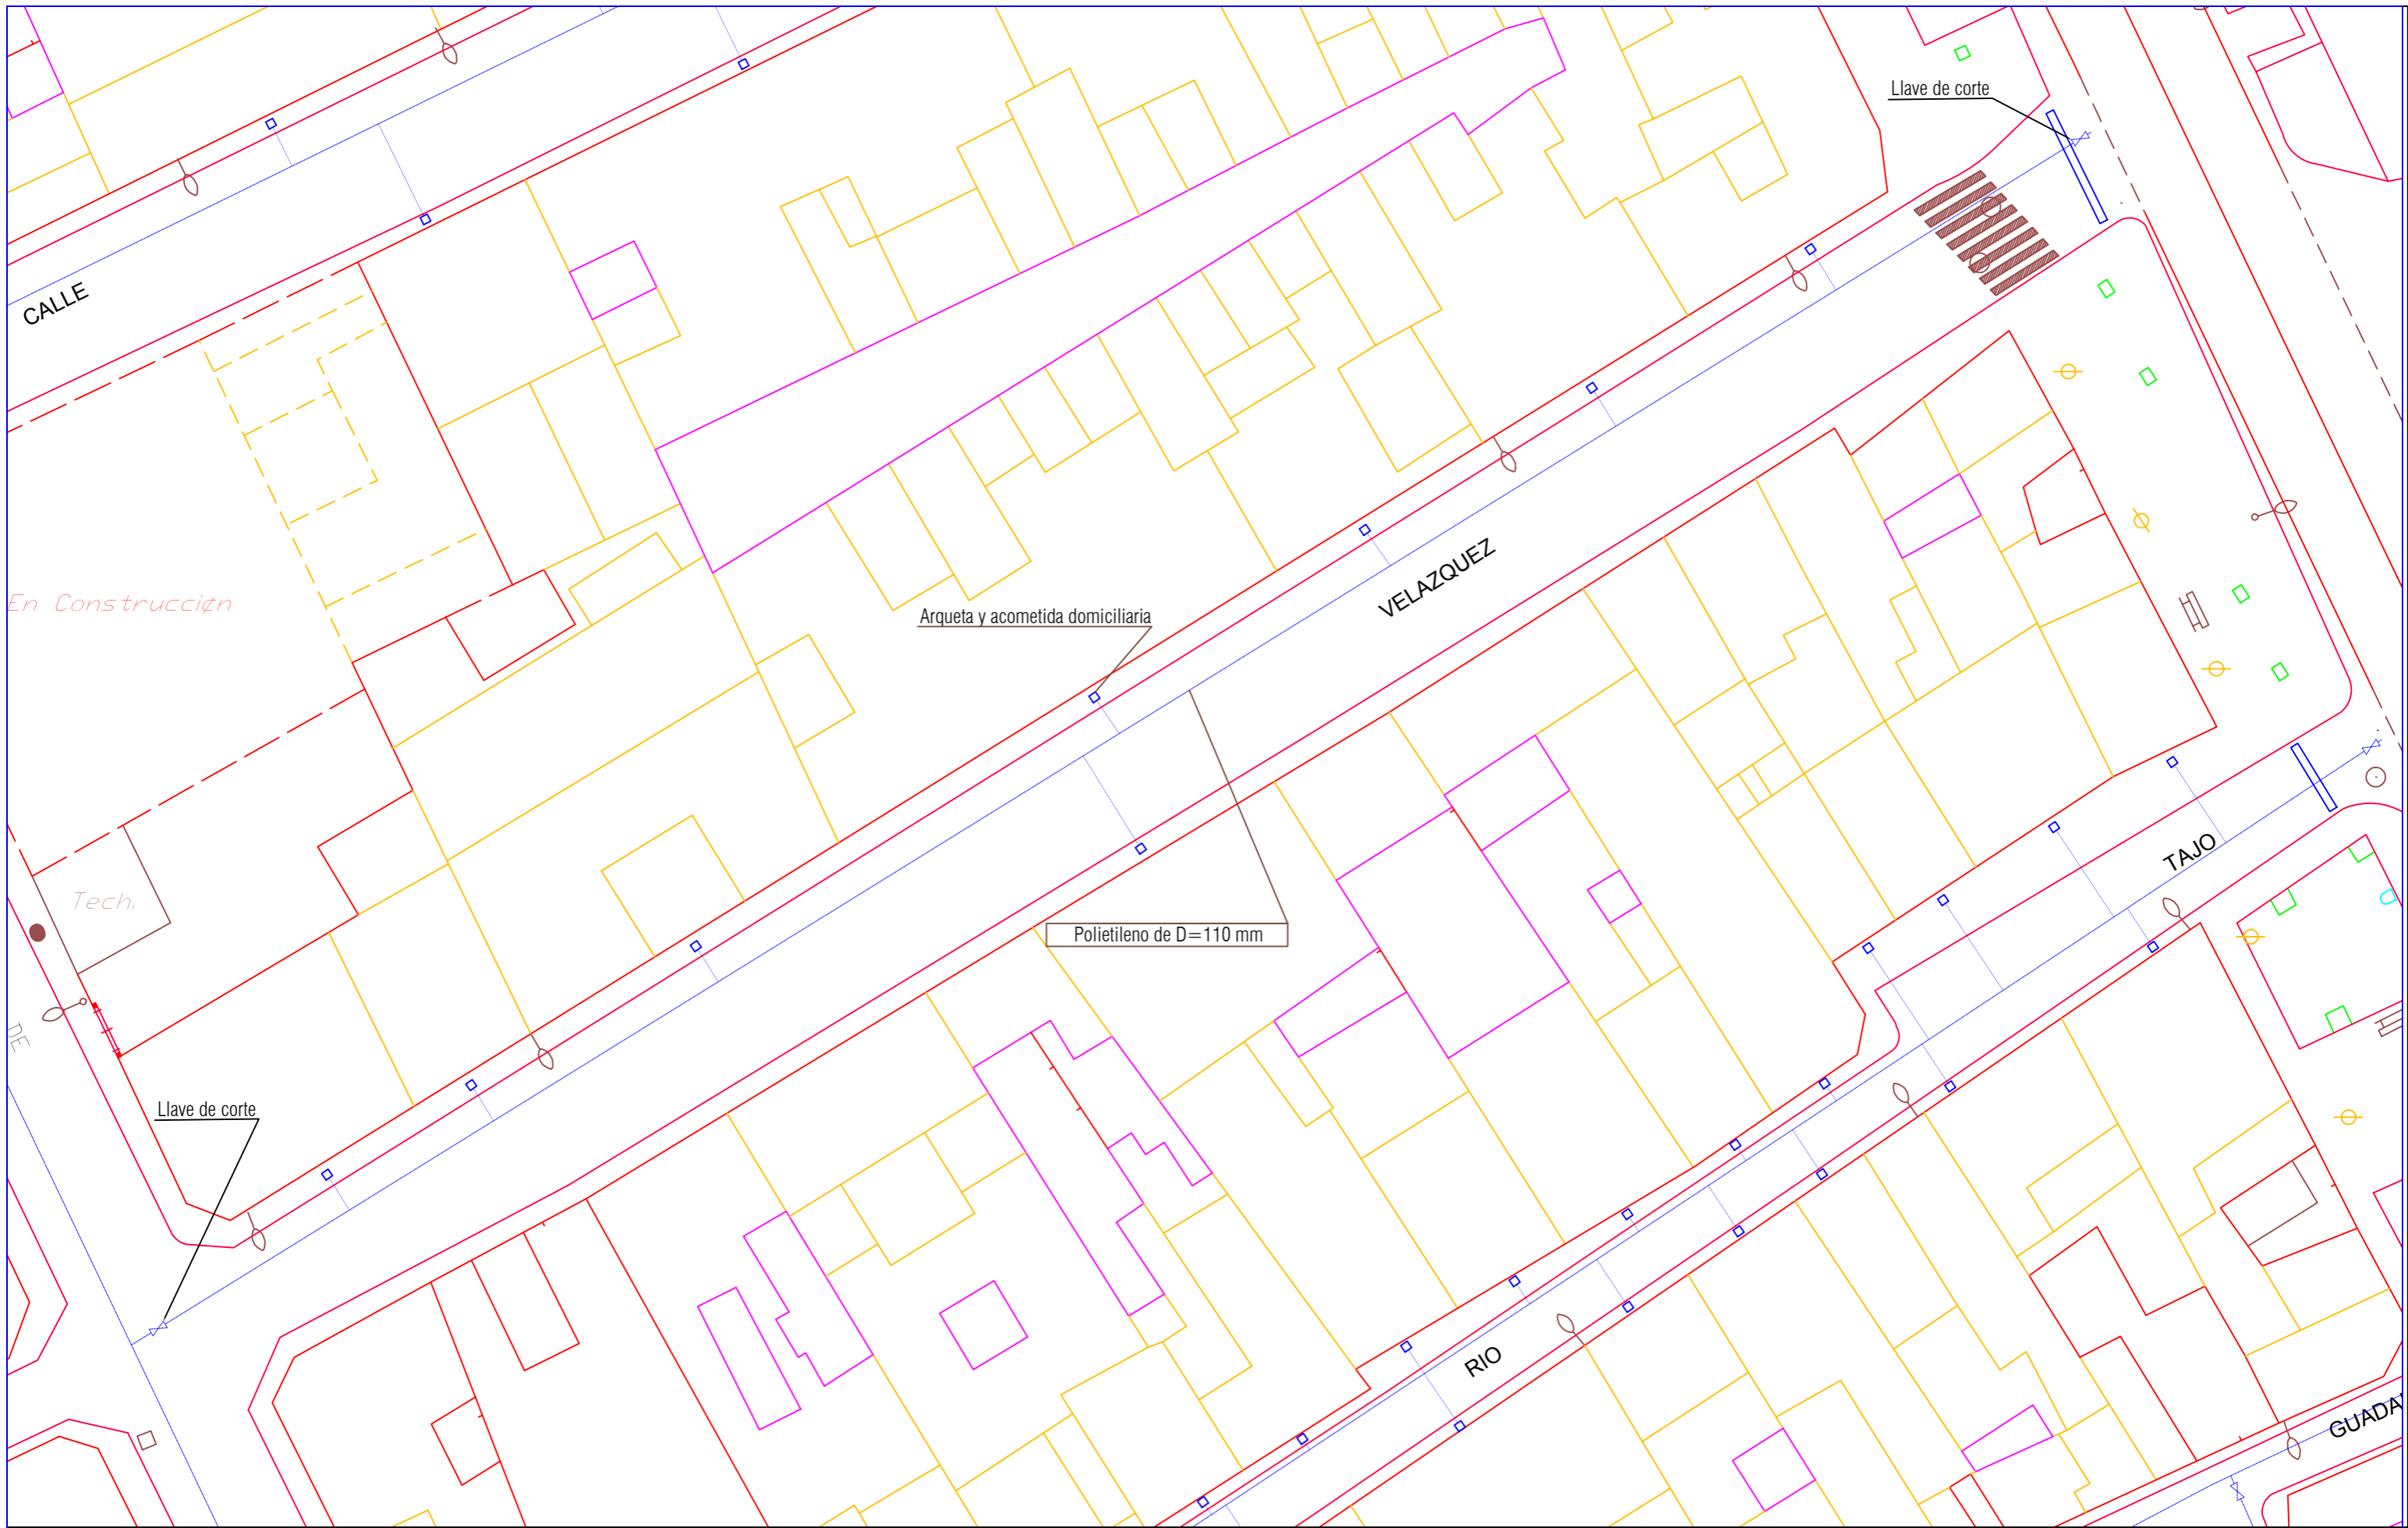 Llave de corte
CALLE
VELAZQUEZ
En Construcción
Arqueta y acometida domiciliaria
TAJO
Tech.
Polietileno de D=110 mm
DE
Llave de corte
RIO
GUADA